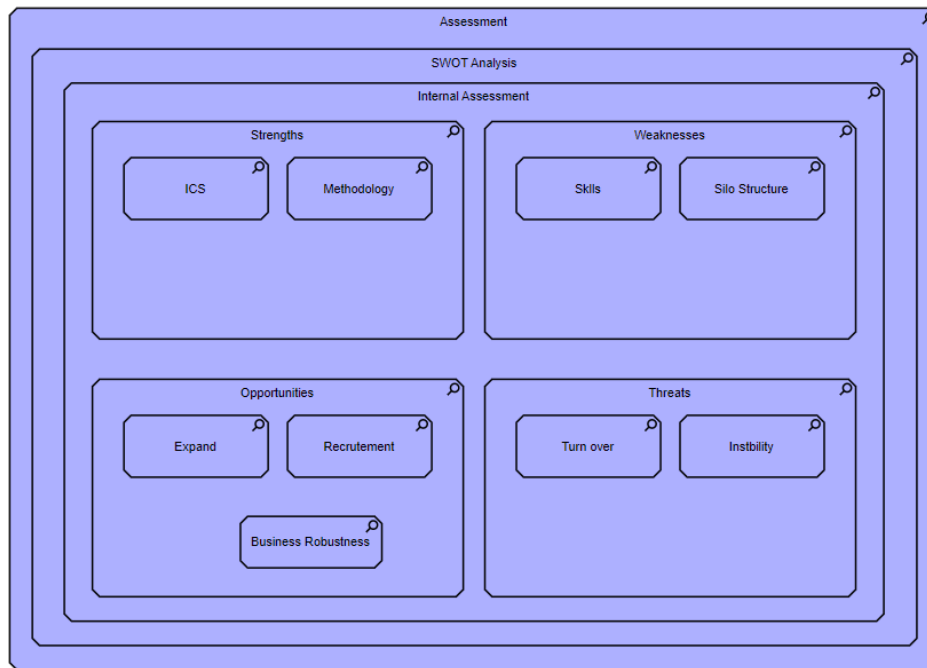 Assessment
SWOT Analysis
Internal Assessment
Strengths
ICS
Methodology
Weaknesses
Sklls
Silo Structure
Opportunities
Expand
Recrutement
Business Robustness
Threats
Turn over
Instbility